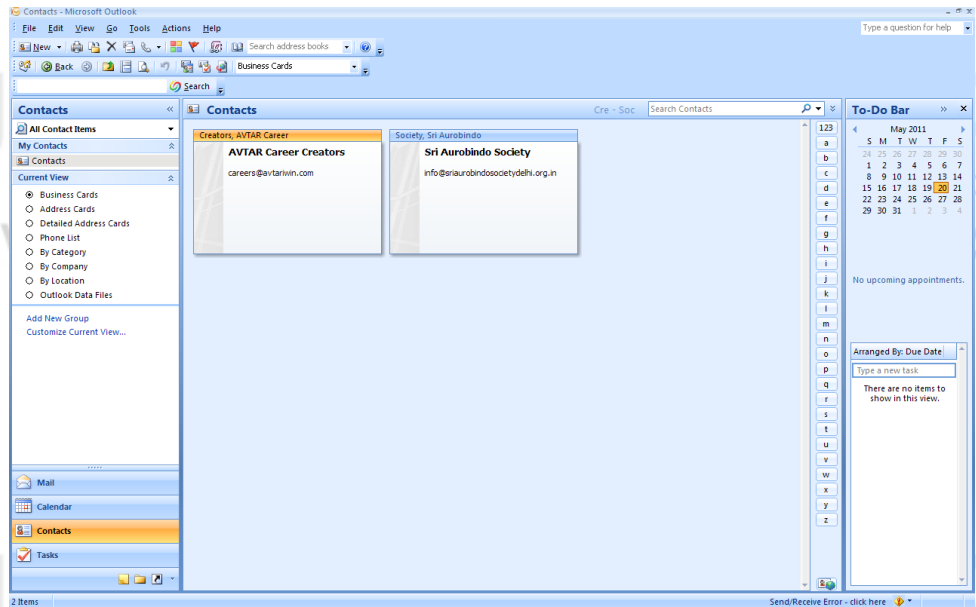 Contacts - Microsoft Outlook
File Edit View Go Tools Actions Help
Type a question for help
New Search address books
Back Business Cards
Search
Contacts «
All Contact Items
My Contacts
Contacts
Current View
Business Cards
Address Cards
Detailed Address Cards
Phone List
By Category
By Company
By Location
Outlook Data Files
Add New Group
Customize Current View...
Mail
Calendar
Contacts
Tasks
Contacts Cre - Soc Search Contacts
Creators, AVTAR Career
AVTAR Career Creators
careers@avtariwin.com
Society, Sri Aurobindo
Sri Aurobindo Society
info@sriaurobindosocietydelhi.org.in
123
a
b
c
d
e
f
g
h
i
j
k
l
m
n
o
p
q
r
s
t
u
v
w
x
y
z
To-Do Bar » x
May 2011
S M T W T F S
24 25 26 27 28 29 30
1 2 3 4 5 6 7
8 9 10 11 12 13 14
15 16 17 18 19 20 21
22 23 24 25 26 27 28
29 30 31 1 2 3 4
No upcoming appointments.
Arranged By: Due Date
Type a new task
There are no items to
show in this view.
2 Items
Send/Receive Error - click here